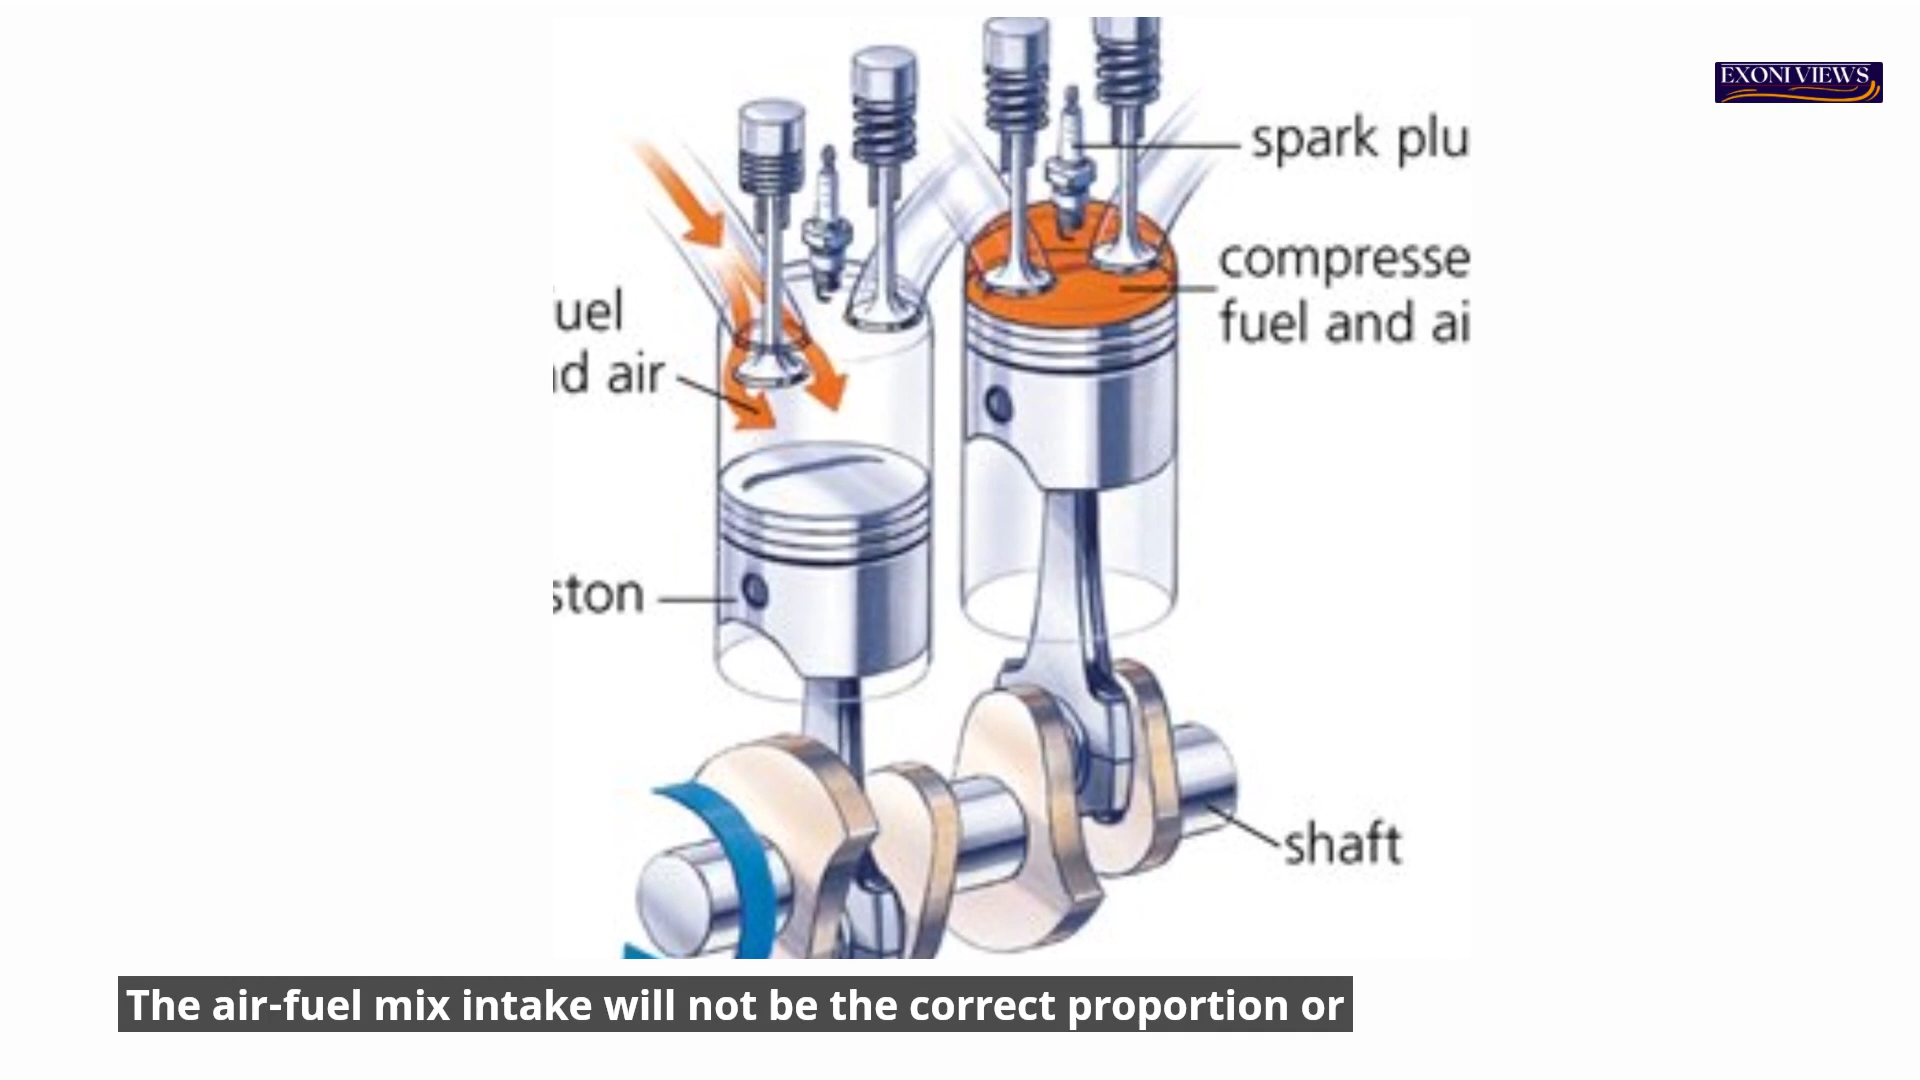 EXONI VIEWS
spark plu
compresse
fuel and ai
uel
d air
ston
shaft
The air-fuel mix intake will not be the correct proportion or